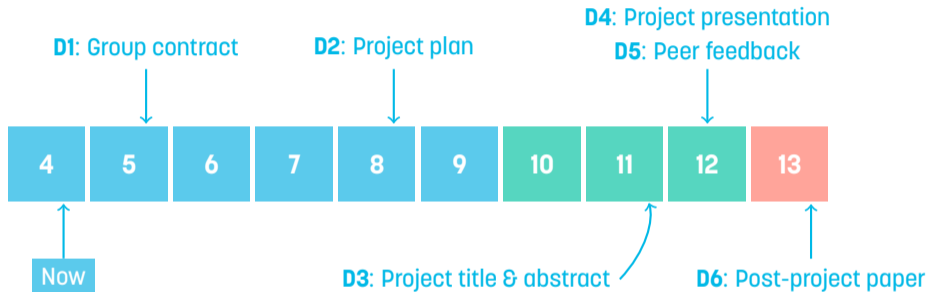 D4: Project presentation
D1: Group contract
D2: Project plan
D5: Peer feedback
4 5 6 7 8 9 10 11 12 13
Now
D3: Project title & abstract
D6: Post-project paper